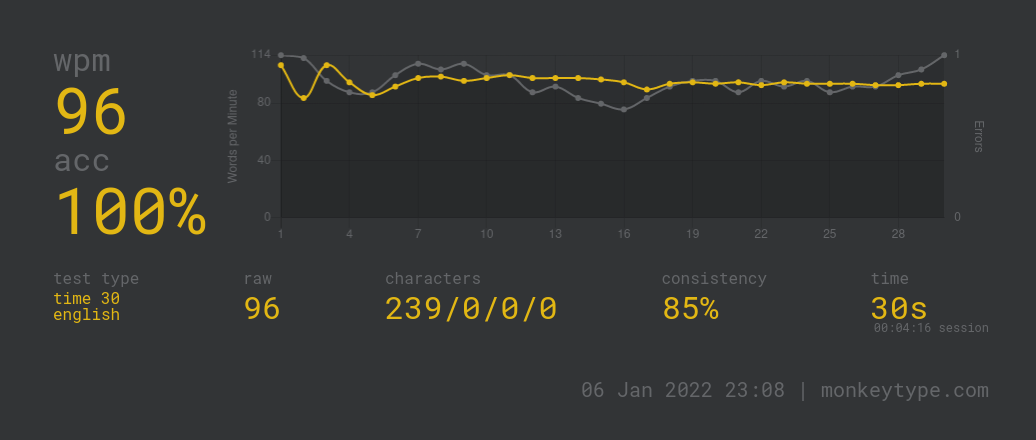 wpm
96
acc
100%
114
80
40
0
Words per Minute
1
0
Errors
1 4 7 10 13 16 19 22 25 28
test type
time 30
english
raw
96
characters
239/0/0/0
consistency
85%
time
30s
00:04:16 session
06 Jan 2022 23:08 | monkeytype.com